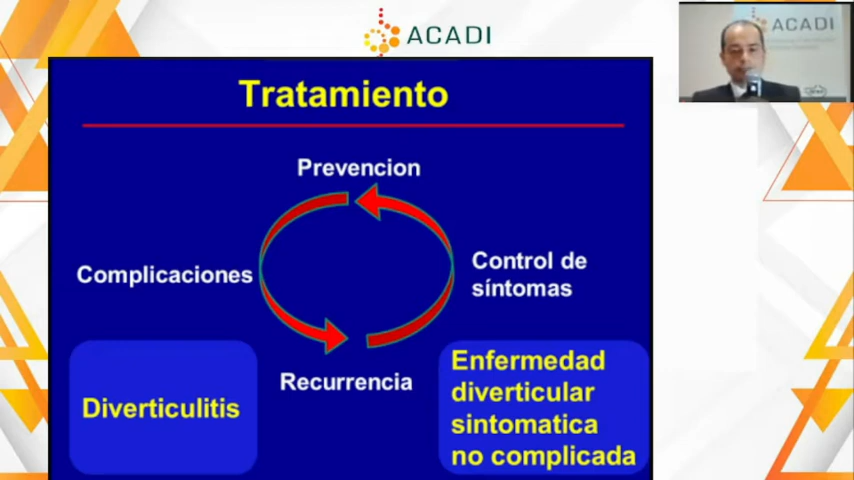 ACADI
ACADI
Tratamiento
Prevencion
Complicaciones
Control de
síntomas
Recurrencia
Diverticulitis
Enfermedad
diverticular
sintomatica
no complicada